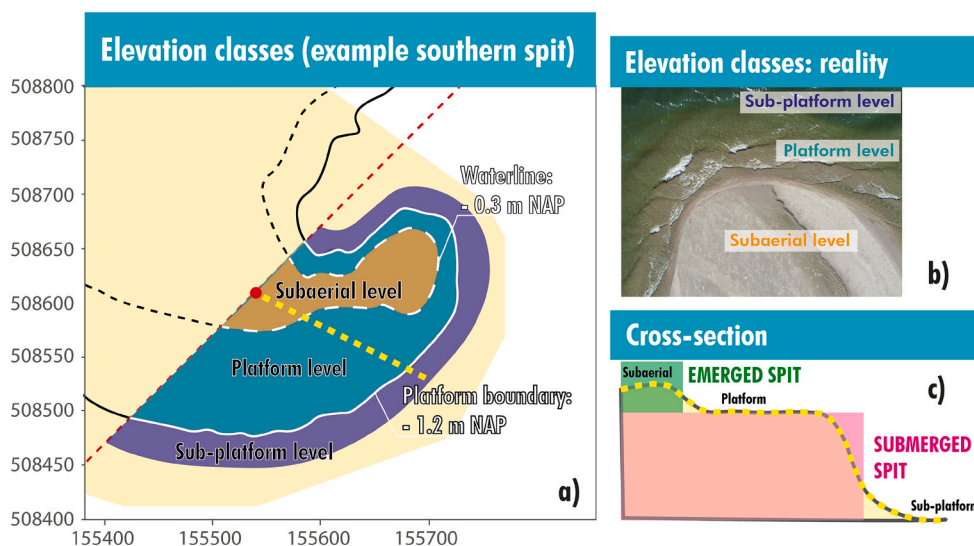 Elevation classes (example southern spit)
508800
508750
508700
508650
508600
508550
508500
508450
508400
155400
155500
155600
155700
Waterline:
- 0.3 m NAP
Subaerial level
Platform level
Platform boundary:
- 1.2 m NAP
Sub-platform level
a)
Elevation classes: reality
Sub-platform level
Platform level
Subaerial level
b)
Cross-section
Subaerial
EMERGED SPIT
Platform
c)
SUBMERGED
SPIT
Sub-platform